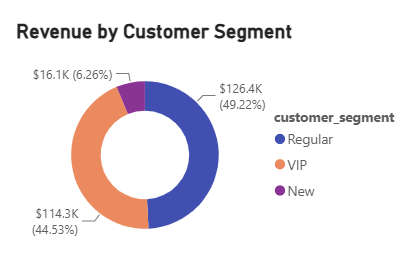 Revenue by Customer Segment
$16.1K (6.26%)
$126.4K
(49.22%)
customer_segment
Regular
VIP
New
$114.3K
(44.53%)